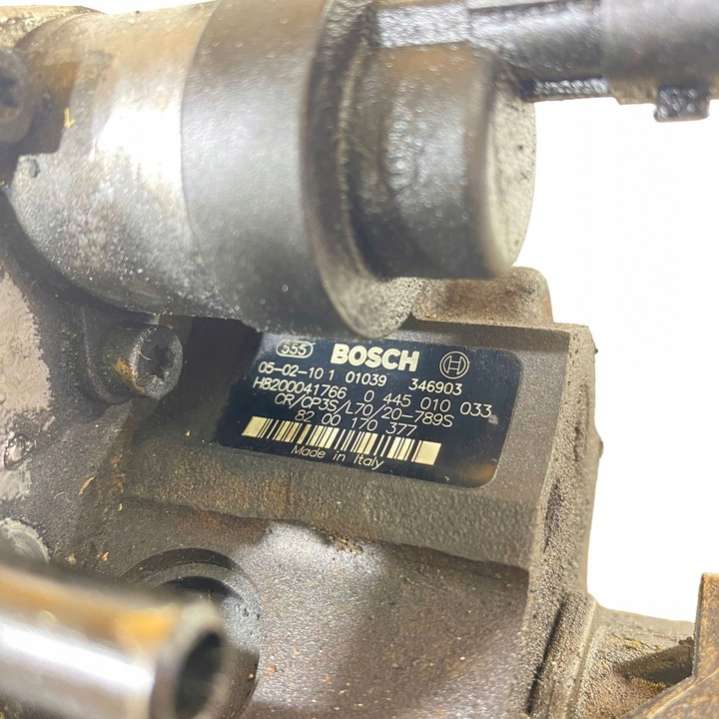 555 BOSCH
05-02-10 1 01039 346903
HB200041766 0 445 010 033
CR/CP3S/L70/20-789S
82 00 170 377
Made in Italy